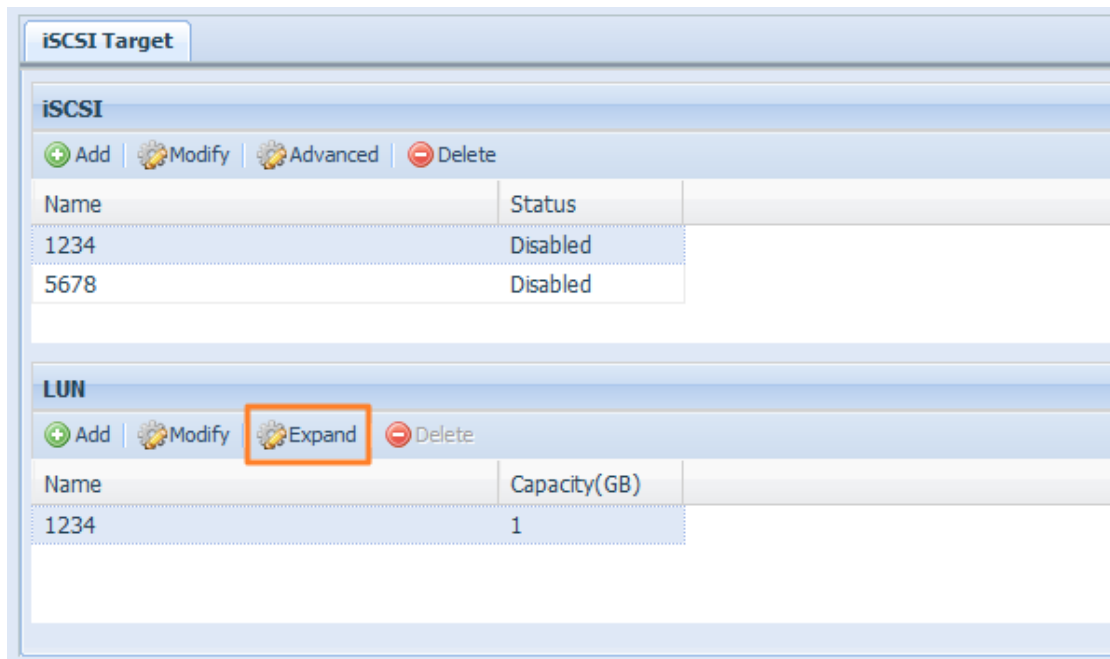 iSCSI Target
iSCSI
Add Modify Advanced Delete
Name Status
1234 Disabled
5678 Disabled
LUN
Add Modify Expand Delete
Name Capacity(GB)
1234 1